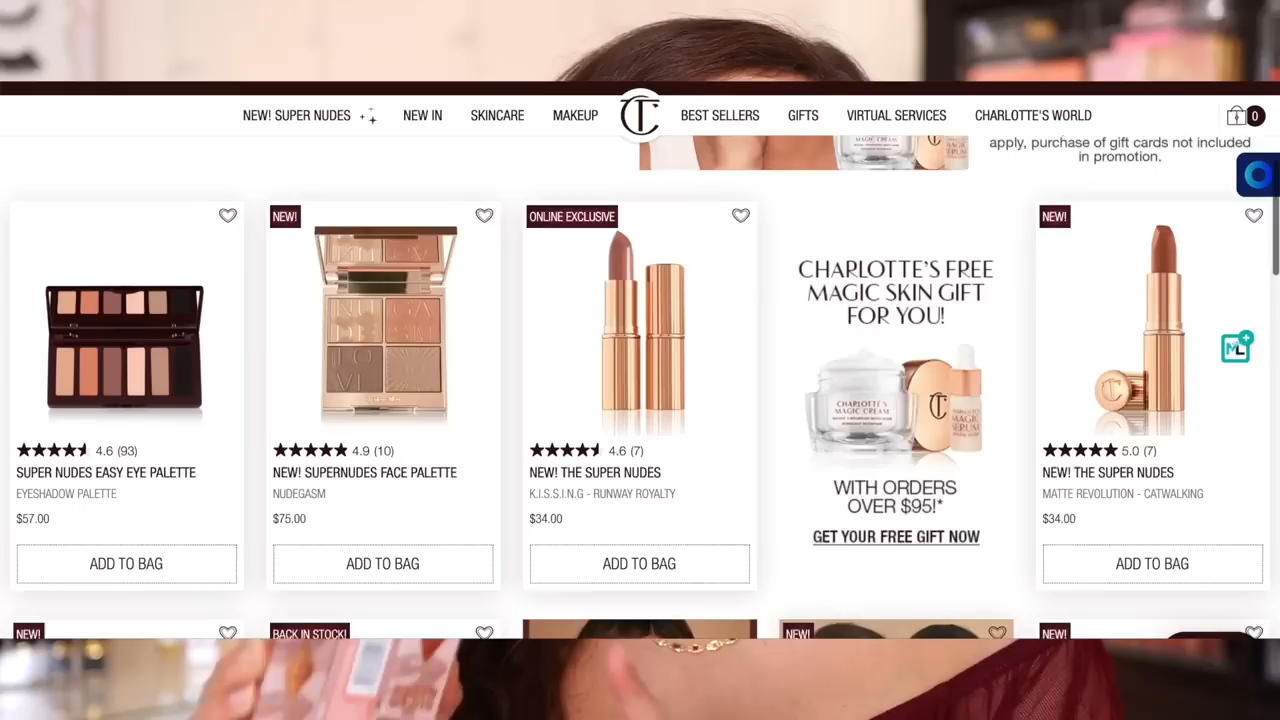 NEW! SUPER NUDES
NEW IN
SKINCARE
MAKEUP
BEST SELLERS
GIFTS
VIRTUAL SERVICES
CHARLOTTE'S WORLD
0
apply, purchase of gift cards not included
in promotion.
4.6 (93)
SUPER NUDES EASY EYE PALETTE
EYESHADOW PALETTE
$57.00
ADD TO BAG
NEW!
4.9 (10)
NEW! SUPERNUDES FACE PALETTE
NUDEGASM
$75.00
ADD TO BAG
ONLINE EXCLUSIVE
4.6 (7)
NEW! THE SUPER NUDES
K.I.S.S.I.N.G - RUNWAY ROYALTY
$34.00
ADD TO BAG
CHARLOTTE'S FREE
MAGIC SKIN GIFT
FOR YOU!
CHARLOTTE'S
MAGIC CREAM
WITH ORDERS
OVER $95!*
GET YOUR FREE GIFT NOW
NEW!
5.0 (7)
NEW! THE SUPER NUDES
MATTE REVOLUTION - CATWALKING
$34.00
ADD TO BAG
NEW!
BACK IN STOCK!
NEW!
NEW!